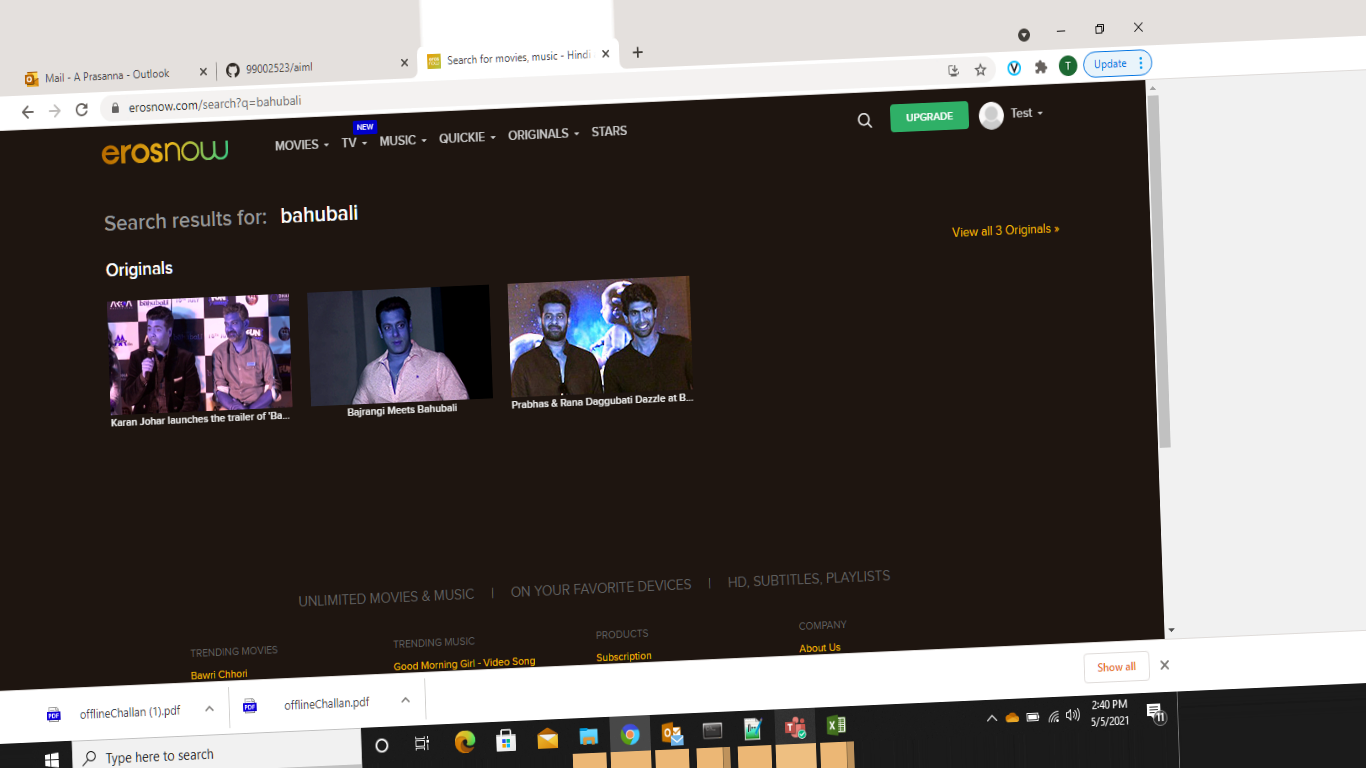 Mail - A Prasanna - Outlook
99002523/aiml
Search for movies, music - Hindi
erosnow.com/search?q=bahubali
T
Update
erosnow
MOVIES
TV
NEW
MUSIC
QUICKIE
ORIGINALS
STARS
UPGRADE
Test
Search results for: bahubali
View all 3 Originals »
Originals
Karan Johar launches the trailer of 'Ba...
Bajrangi Meets Bahubali
Prabhas & Rana Daggubati Dazzle at B...
UNLIMITED MOVIES & MUSIC | ON YOUR FAVORITE DEVICES | HD, SUBTITLES, PLAYLISTS
TRENDING MOVIES
TRENDING MUSIC
PRODUCTS
COMPANY
Bawri Chhori
Good Morning Girl - Video Song
Subscription
About Us
offlineChallan (1).pdf
offlineChallan.pdf
Show all
Type here to search
2:40 PM
5/5/2021
11